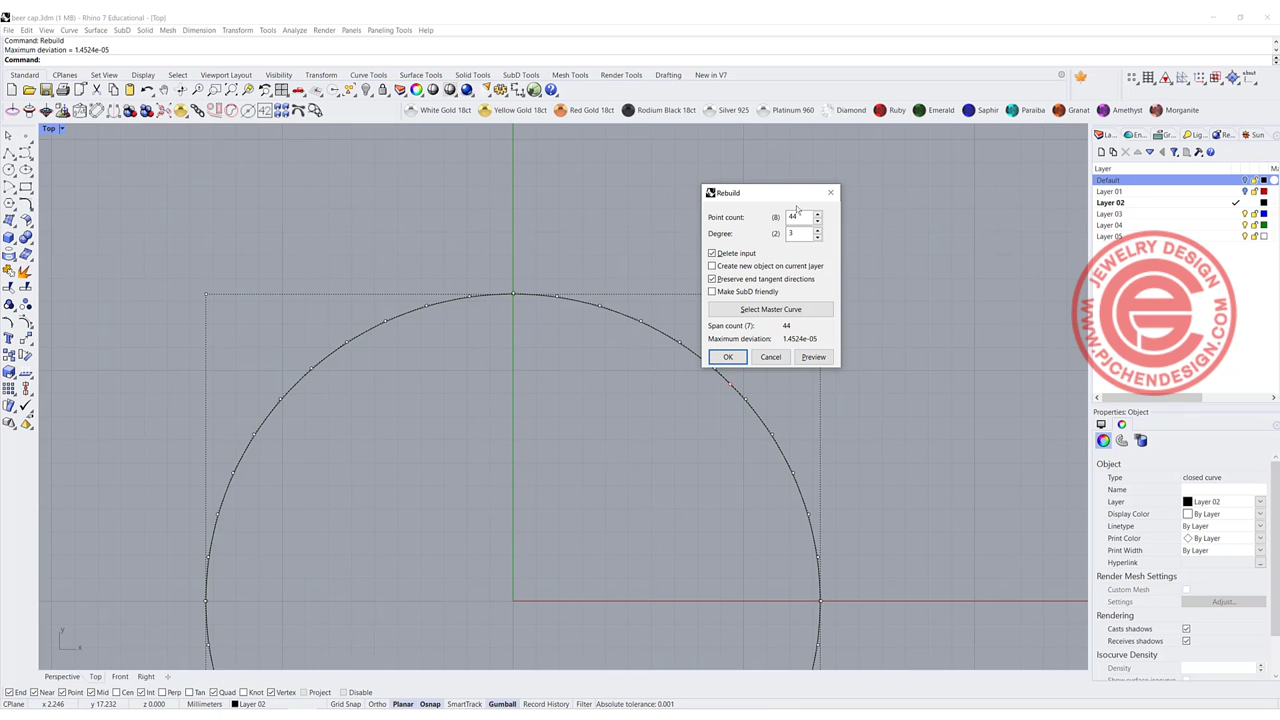 beer cap.3dm (1 MB) - Rhino 7 Educational - [Top]
File Edit View Curve Surface SubD Solid Mesh Dimension Transform Tools Analyze Render Panels Paneling Tools Help
Command: Rebuild
Maximum deviation = 1.4524e-05
Command:
Standard CPlanes Set View Display Select Viewport Layout Visibility Transform Curve Tools Surface Tools Solid Tools SubD Tools Mesh Tools Render Tools Drafting New in V7
White Gold 18ct Yellow Gold 18ct Red Gold 18ct Rodium Black 18ct Silver 925 Platinum 960 Diamond Ruby Emerald Saphir Paraiba Granat Amethyst Morganite
Top
La... En... Gr... Lig... Re... Sun
Layer Ma
Default
Layer 01
Layer 02
Layer 03
Layer 04
Layer 05
Rebuild
Point count: (8) 44
Degree: (2) 3
Delete input
Create new object on current layer
Preserve end tangent directions
Make SubD friendly
Select Master Curve
Span count (7): 44
Maximum deviation: 1.4524e-05
OK Cancel Preview
JEWELRY DESIGN
WWW.PJCHENDESIGN.COM
Properties: Object
Object
Type closed curve
Name
Layer Layer 02
Display Color By Layer
Linetype By Layer
Print Color By Layer
Print Width By Layer
Hyperlink ...
Render Mesh Settings
Custom Mesh
Settings Adjust...
Rendering
Casts shadows
Receives shadows
Isocurve Density
Density
y
x
Perspective Top Front Right
End Near Point Mid Cen Int Perp Tan Quad Knot Vertex Project Disable
CPlane x 2.246 y 17.232 z 0.000 Millimeters Layer 02 Grid Snap Ortho Planar Osnap SmartTrack Gumball Record History Filter Absolute tolerance: 0.001